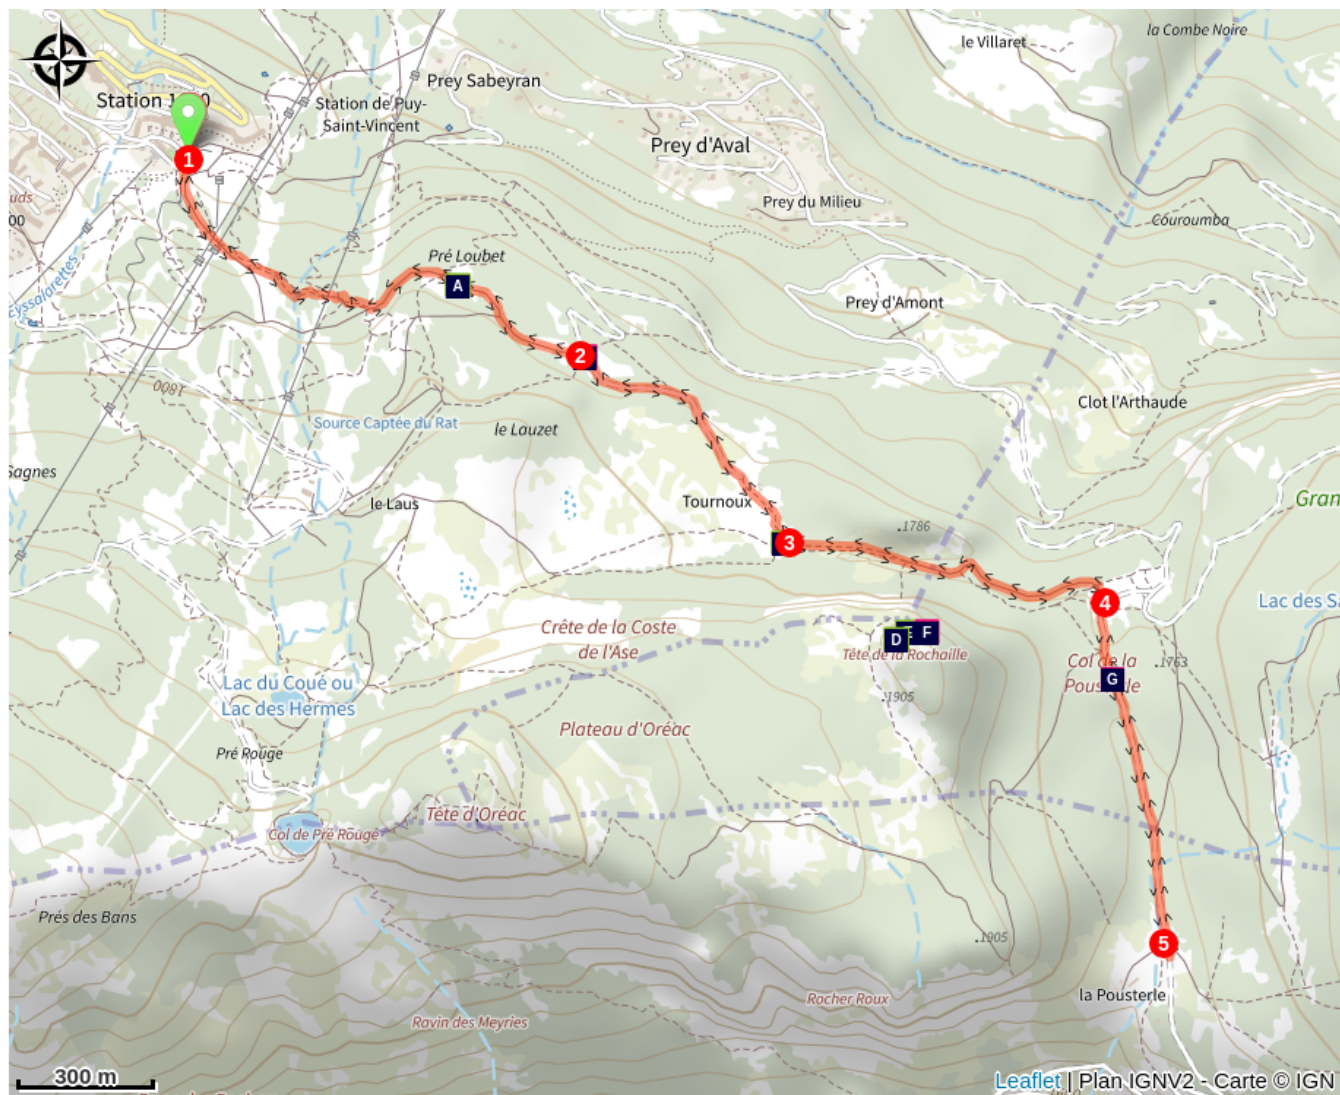 la Combe Noire
le Villaret
Prey Sabeyran
Station de Puy-
Saint-Vincent
Station
Prey d'Aval
1
Prey du Milieu
Couroumba
Pré Loubet
A
Eyssalarettes
Prey d'Amont
2
0081
Clot l'Arthaude
Source Captée du Rat
le Lauzet
Sagnes
le Laus
Tournoux
Gran
.1786
3
4
Lac des Sa
Crête de la Coste
de l'Ase
D
E
F
Tête de la Rochaille
Col de la
.1763
G
Lac du Coué ou
Lac des Hermes
.1905
Plateau d'Oréac
Pré Rouge
Tête d'Oréac
Col de Pré Rouge
Prés des Bans
.1905
5
la Pousterle
Rocher Roux
Ravin des Meyries
300 m
Leaflet | Plan IGNV2 - Carte © IGN